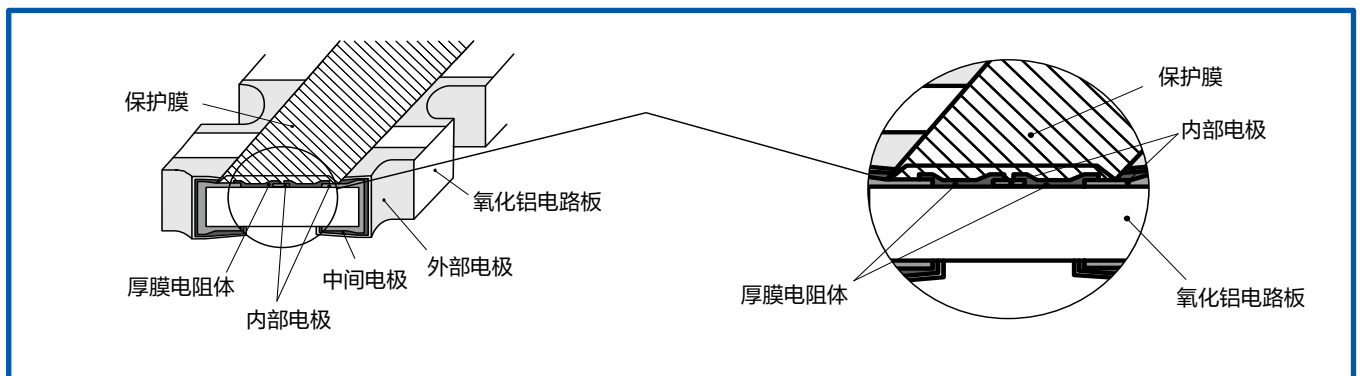 保护膜
氧化铝电路板
外部电极
中间电极
厚膜电阻体
内部电极
保护膜
内部电极
厚膜电阻体
氧化铝电路板